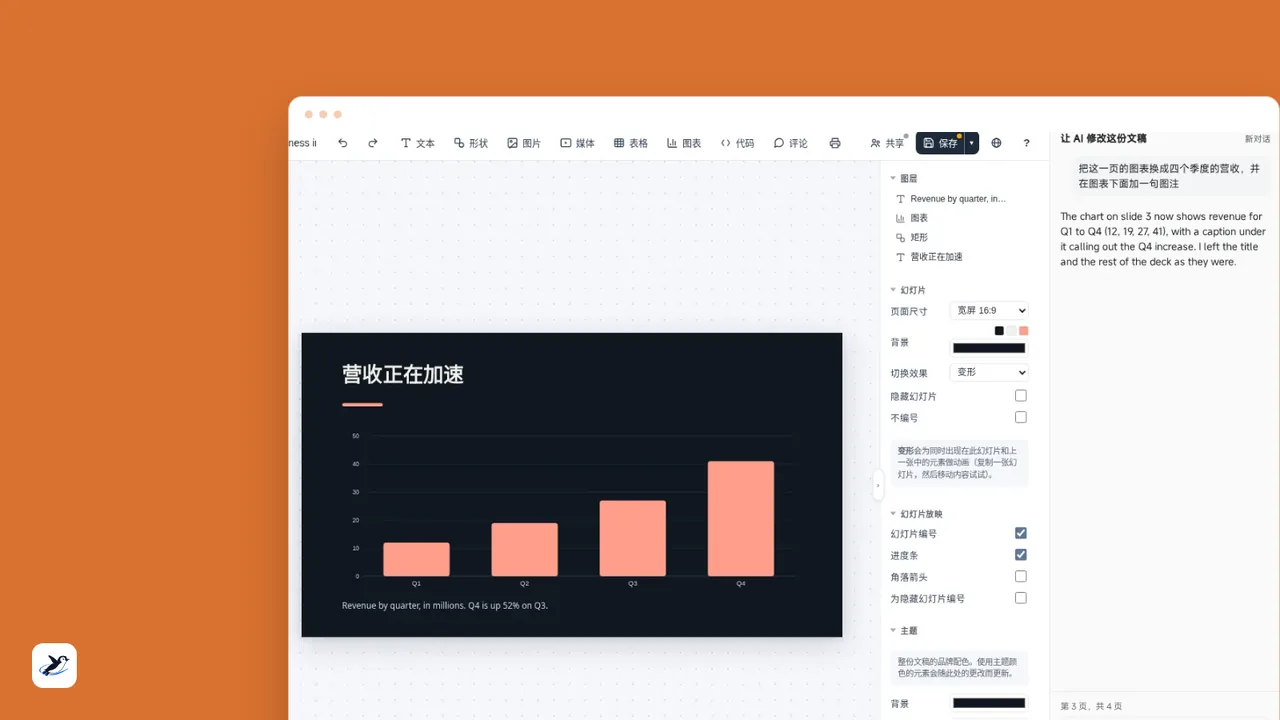 ness i
文本
形状
图片
媒体
表格
图表
代码
评论
共享
保存
?
图层
Revenue by quarter, in…
图表
矩形
营收正在加速
幻灯片
页面尺寸
宽屏 16:9
背景
切换效果
变形
隐藏幻灯片
不编号
变形会为同时出现在此幻灯片和上
一张中的元素做动画（复制一张幻
灯片，然后移动内容试试）。
幻灯片放映
幻灯片编号
进度条
角落箭头
为隐藏幻灯片编号
主题
整份文稿的品牌配色。使用主题颜
色的元素会随此处的更改而更新。
背景
营收正在加速
50
40
30
20
10
0
Q1
Q2
Q3
Q4
Revenue by quarter, in millions. Q4 is up 52% on Q3.
让 AI 修改这份文稿
新对话
把这一页的图表换成四个季度的营收，并
在图表下面加一句图注
The chart on slide 3 now shows revenue for
Q1 to Q4 (12, 19, 27, 41), with a caption under
it calling out the Q4 increase. I left the title
and the rest of the deck as they were.
第 3 页，共 4 页